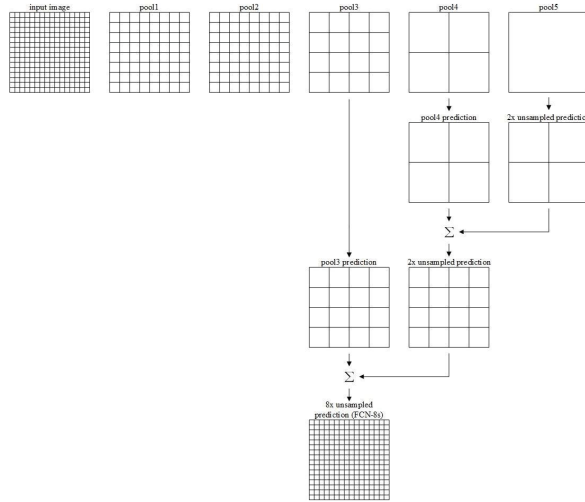 input image
pool1
pool2
pool3
pool4
pool5
pool4 prediction
2x unsampled prediction
Σ
pool3 prediction
2x unsampled prediction
Σ
8x unsampled
prediction (FCN-8s)